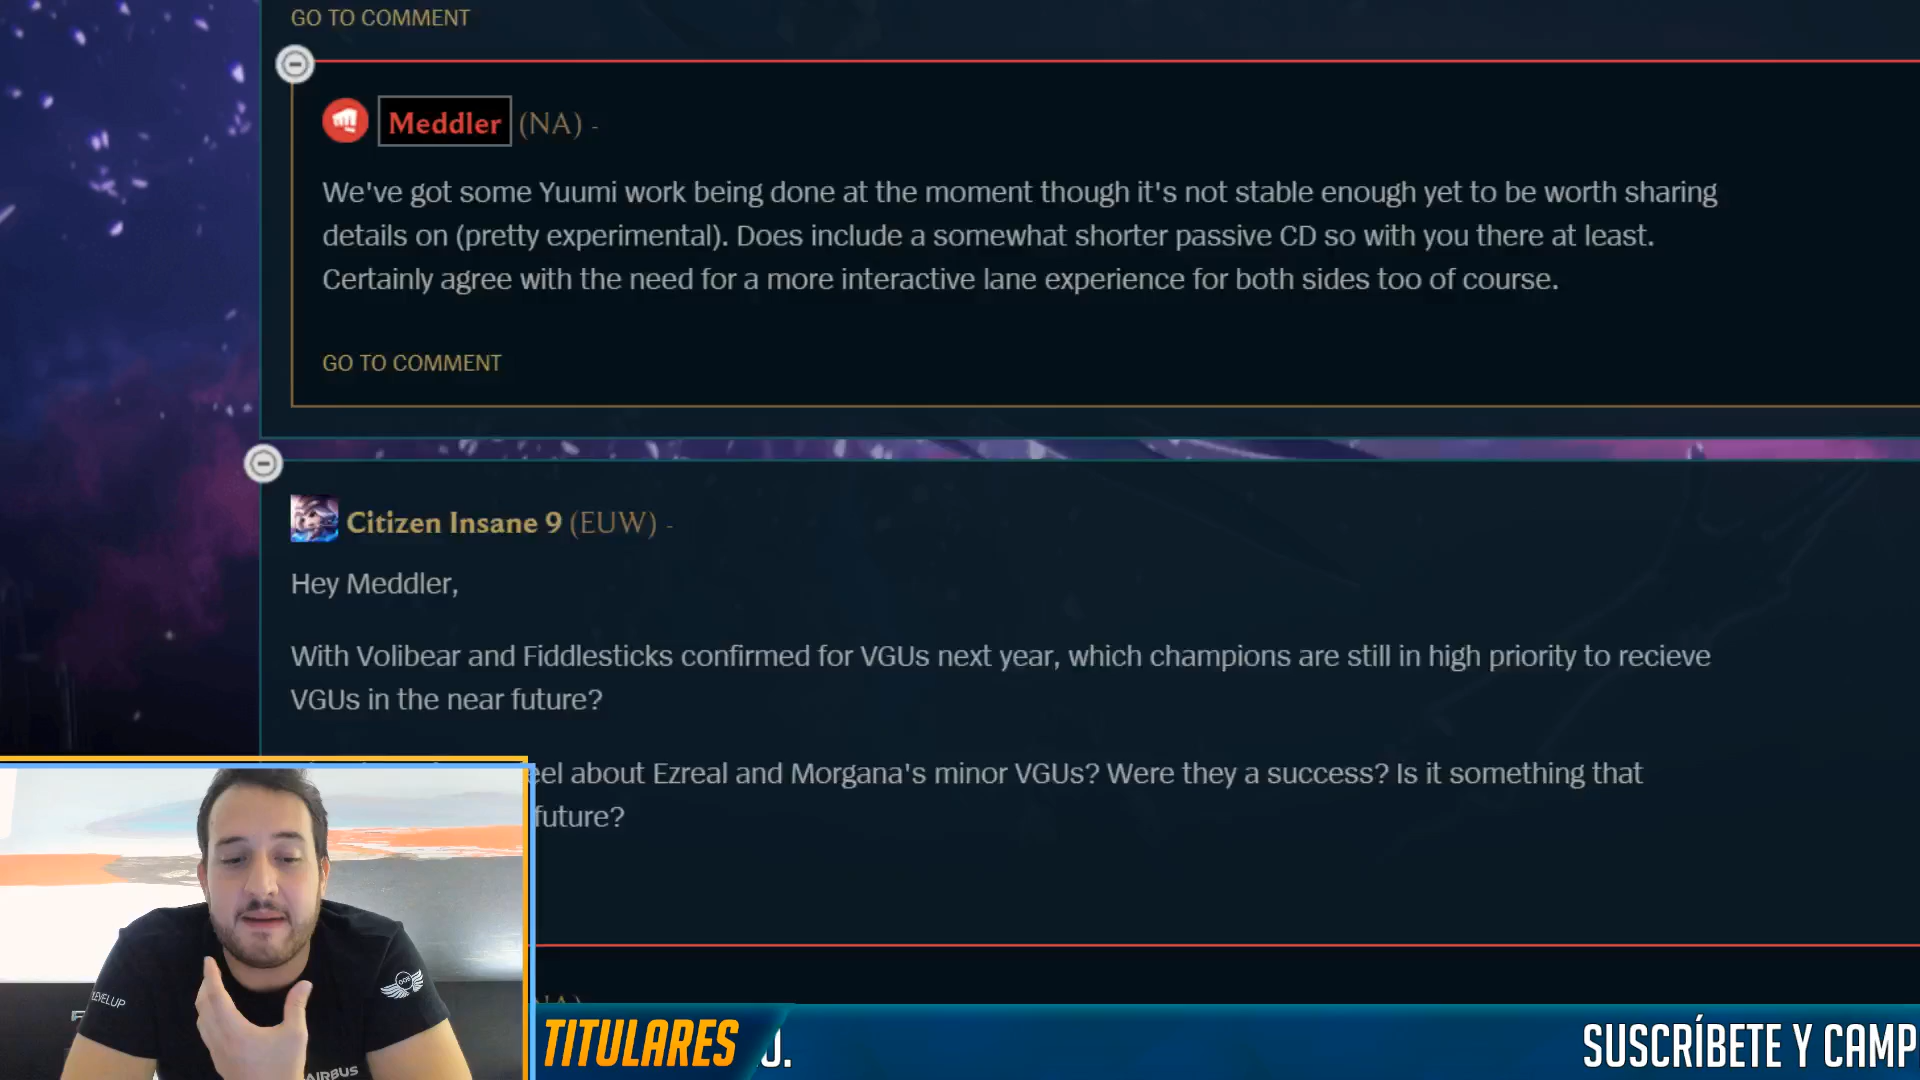 GO TO COMMENT
Meddler (NA) -
We've got some Yuumi work being done at the moment though it's not stable enough yet to be worth sharing
details on (pretty experimental). Does include a somewhat shorter passive CD so with you there at least.
Certainly agree with the need for a more interactive lane experience for both sides too of course.
GO TO COMMENT
Citizen Insane 9 (EUW) -
Hey Meddler,
With Volibear and Fiddlesticks confirmed for VGUs next year, which champions are still in high priority to recieve
VGUs in the near future?
about Ezreal and Morgana's minor VGUs? Were they a success? Is it something that
future?
LEVELUP
AIRBUS
TITULARES
SUSCRÍBETE Y CAMP